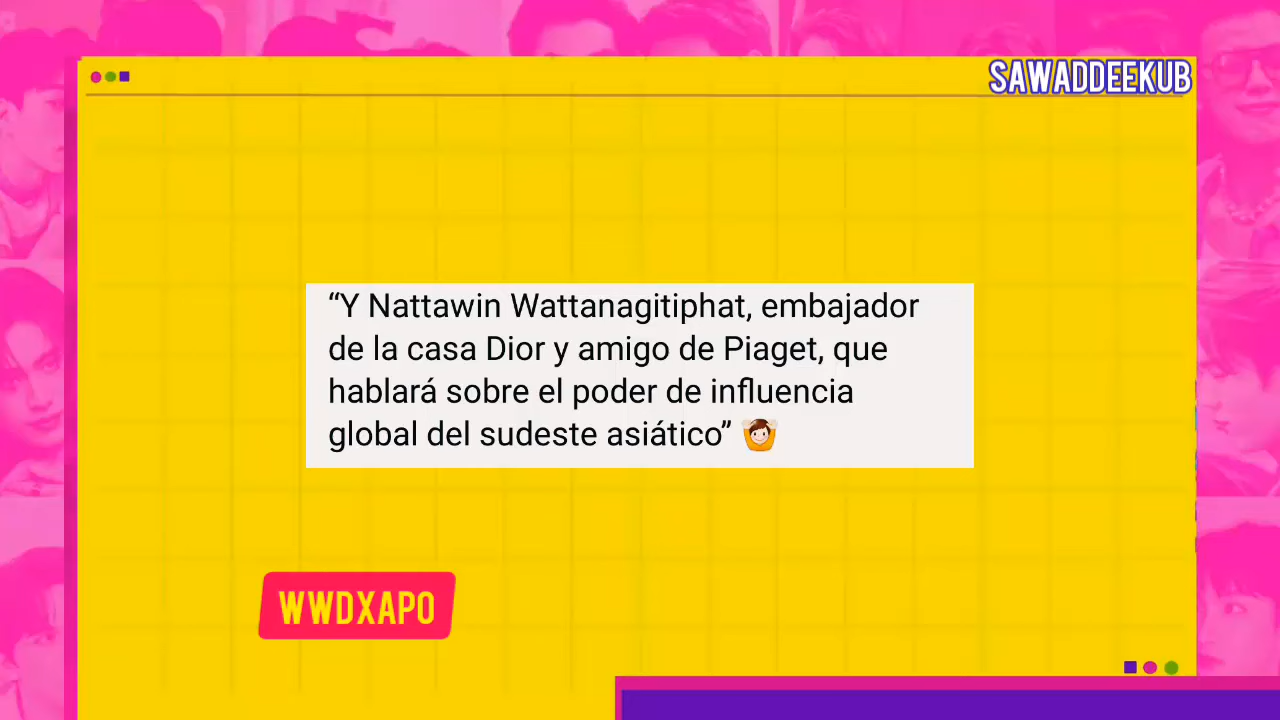 SAWADDEEKUB
“Y Nattawin Wattanagitiphat, embajador
de la casa Dior y amigo de Piaget, que
hablará sobre el poder de influencia
global del sudeste asiático” 🙆
WWDXAPO